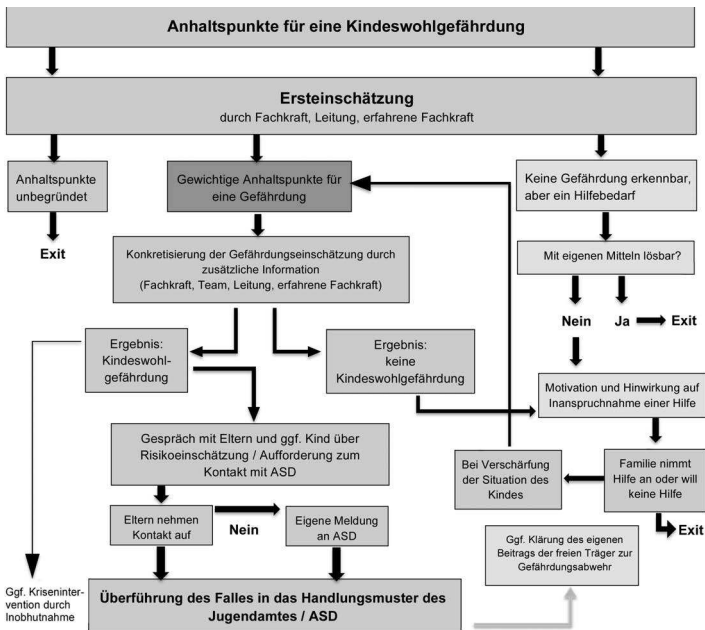 Anhaltspunkte für eine Kindeswohlgefährdung
Ersteinschätzung
durch Fachkraft, Leitung, erfahrene Fachkraft
Anhaltspunkte
unbegründet
Exit
Gewichtige Anhaltspunkte für
eine Gefährdung
Keine Gefährdung erkennbar,
aber ein Hilfebedarf
Konkretisierung der Gefährdungseinschätzung durch
zusätzliche Information
(Fachkraft, Team, Leitung, erfahrene Fachkraft)
Mit eigenen Mitteln lösbar?
Nein
Ja
Exit
Ergebnis:
Kindeswohl-
gefährdung
Ergebnis:
keine
Kindeswohlgefährdung
Motivation und Hinwirkung auf
Inanspruchnahme einer Hilfe
Gespräch mit Eltern und ggf. Kind über
Risikoeinschätzung / Aufforderung zum
Kontakt mit ASD
Bei Verschärfung
der Situation des
Kindes
Familie nimmt
Hilfe an oder will
keine Hilfe
Exit
Eltern nehmen
Kontakt auf
Nein
Eigene Meldung
an ASD
Ggf. Klärung des eigenen
Beitrags der freien Träger zur
Gefährdungsabwehr
Ggf. Kriseninter-
vention durch
Inobhutnahme
Überführung des Falles in das Handlungsmuster des
Jugendamtes / ASD